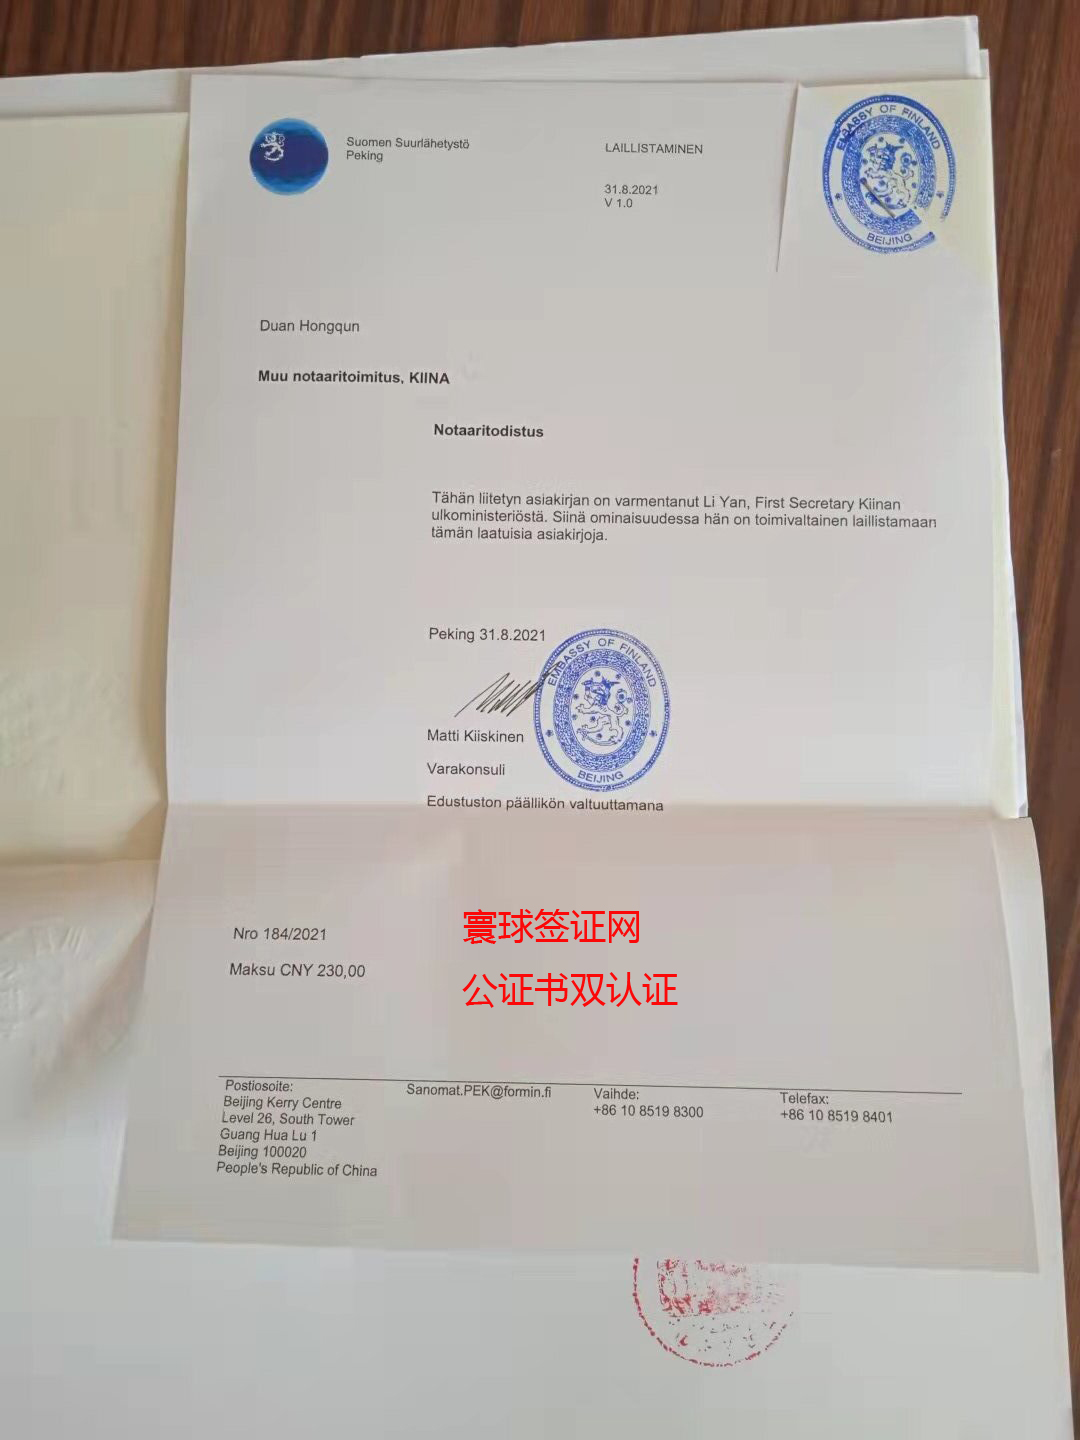 Suomen Suurlähetystö
Peking
LAILLISTAMINEN
31.8.2021
V 1.0
EMBASSY OF FINLAND
BEIJING
Duan Hongqun
Muu notaaritoimitus, KIINA
Notaaritodistus
Tähän liitetyn asiakirjan on varmentanut Li Yan, First Secretary Kiinan
ulkoministeriöstä. Siinä ominaisuudessa hän on toimivaltainen laillistamaan
tämän laatuisia asiakirjoja.
Peking 31.8.2021
EMBASSY OF FINLAND
BEIJING
Matti Kiiskinen
Varakonsuli
Edustuston päällikön valtuuttamana
Nro 184/2021
Maksu CNY 230,00
寰球签证网
公证书双认证
Postiosoite:
Beijing Kerry Centre
Level 26, South Tower
Guang Hua Lu 1
Beijing 100020
People's Republic of China
Sanomat.PEK@formin.fi
Vaihde:
+86 10 8519 8300
Telefax:
+86 10 8519 8401